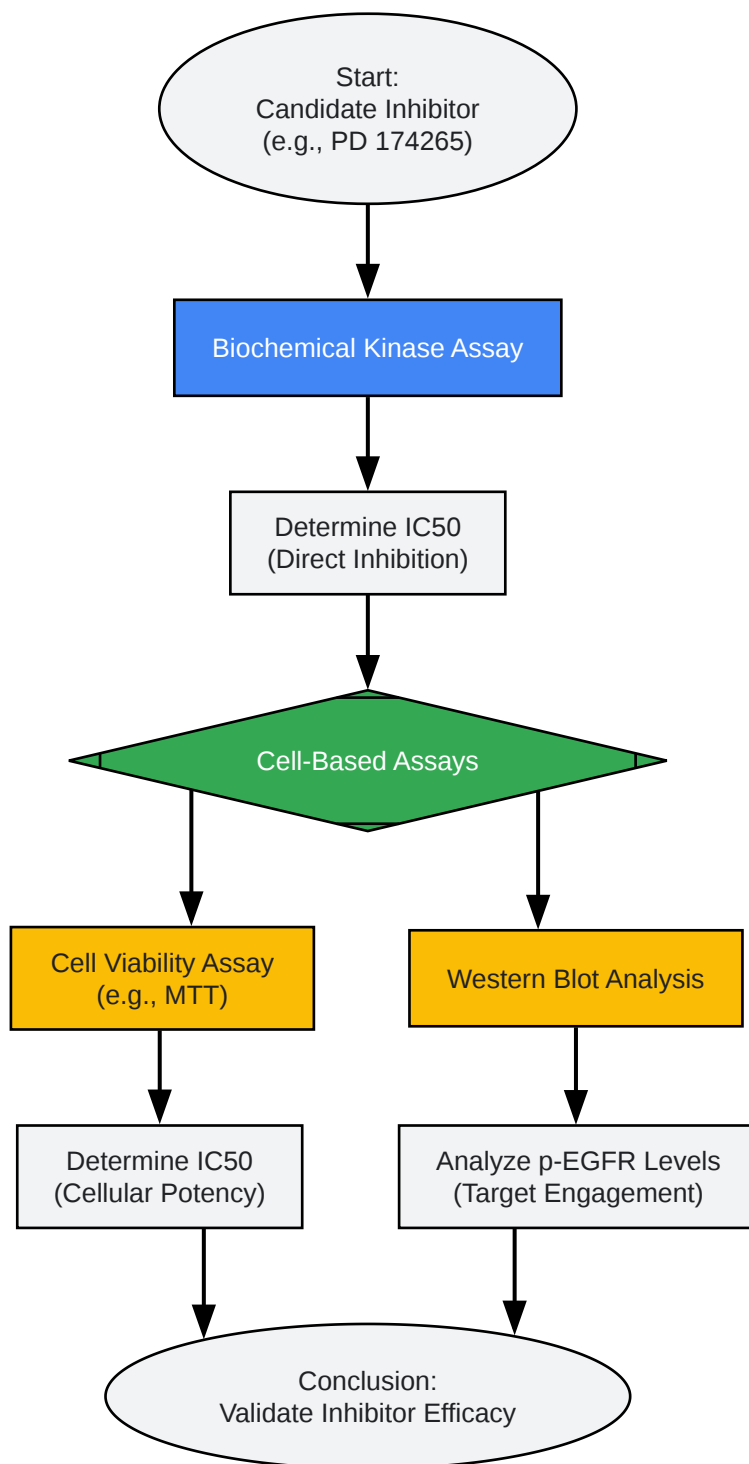 Start:
Candidate Inhibitor
(e.g., PD 174265)
Biochemical Kinase Assay
Determine IC50
(Direct Inhibition)
Cell-Based Assays
Cell Viability Assay
(e.g., MTT)
Western Blot Analysis
Determine IC50
(Cellular Potency)
Analyze p-EGFR Levels
(Target Engagement)
Conclusion:
Validate Inhibitor Efficacy